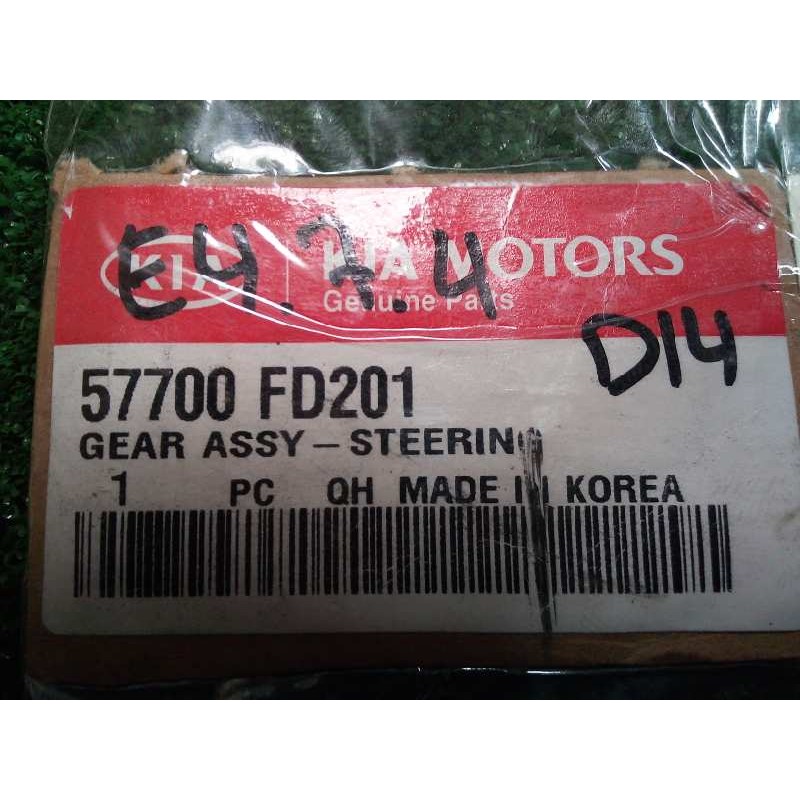 E4.7.4
KIA KIA MOTORS
Genuine Parts
D14
57700 FD201
GEAR ASSY – STEERING
1 PC QH MADE IN KOREA